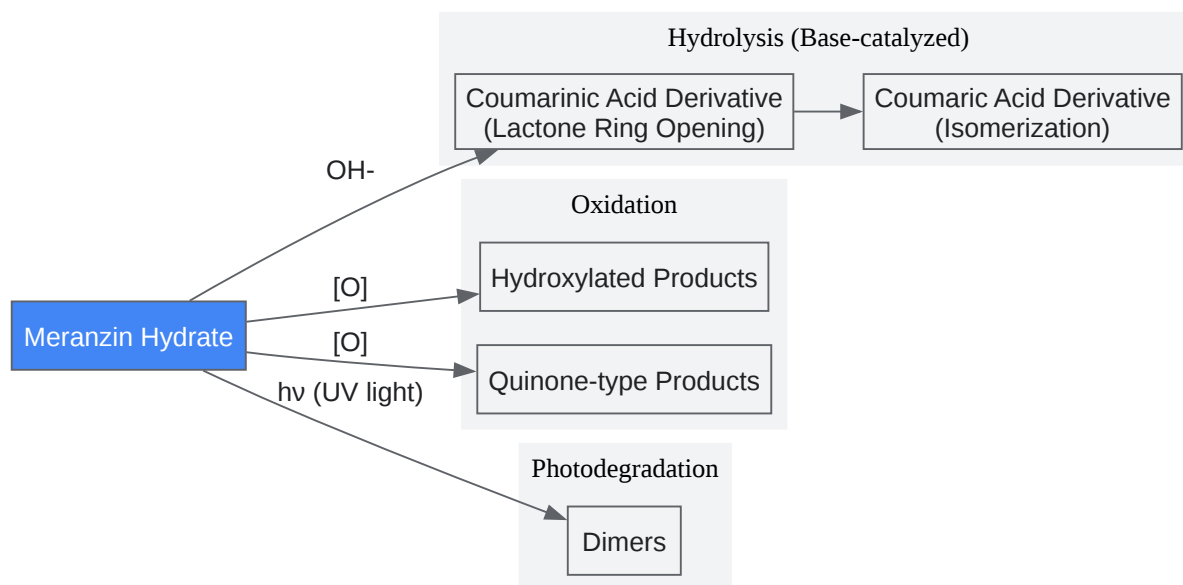 Hydrolysis (Base-catalyzed)
Coumarinic Acid Derivative
(Lactone Ring Opening)
Coumaric Acid Derivative
(Isomerization)
OH-
Oxidation
Hydroxylated Products
[O]
Meranzin Hydrate
[O]
Quinone-type Products
hν (UV light)
Photodegradation
Dimers